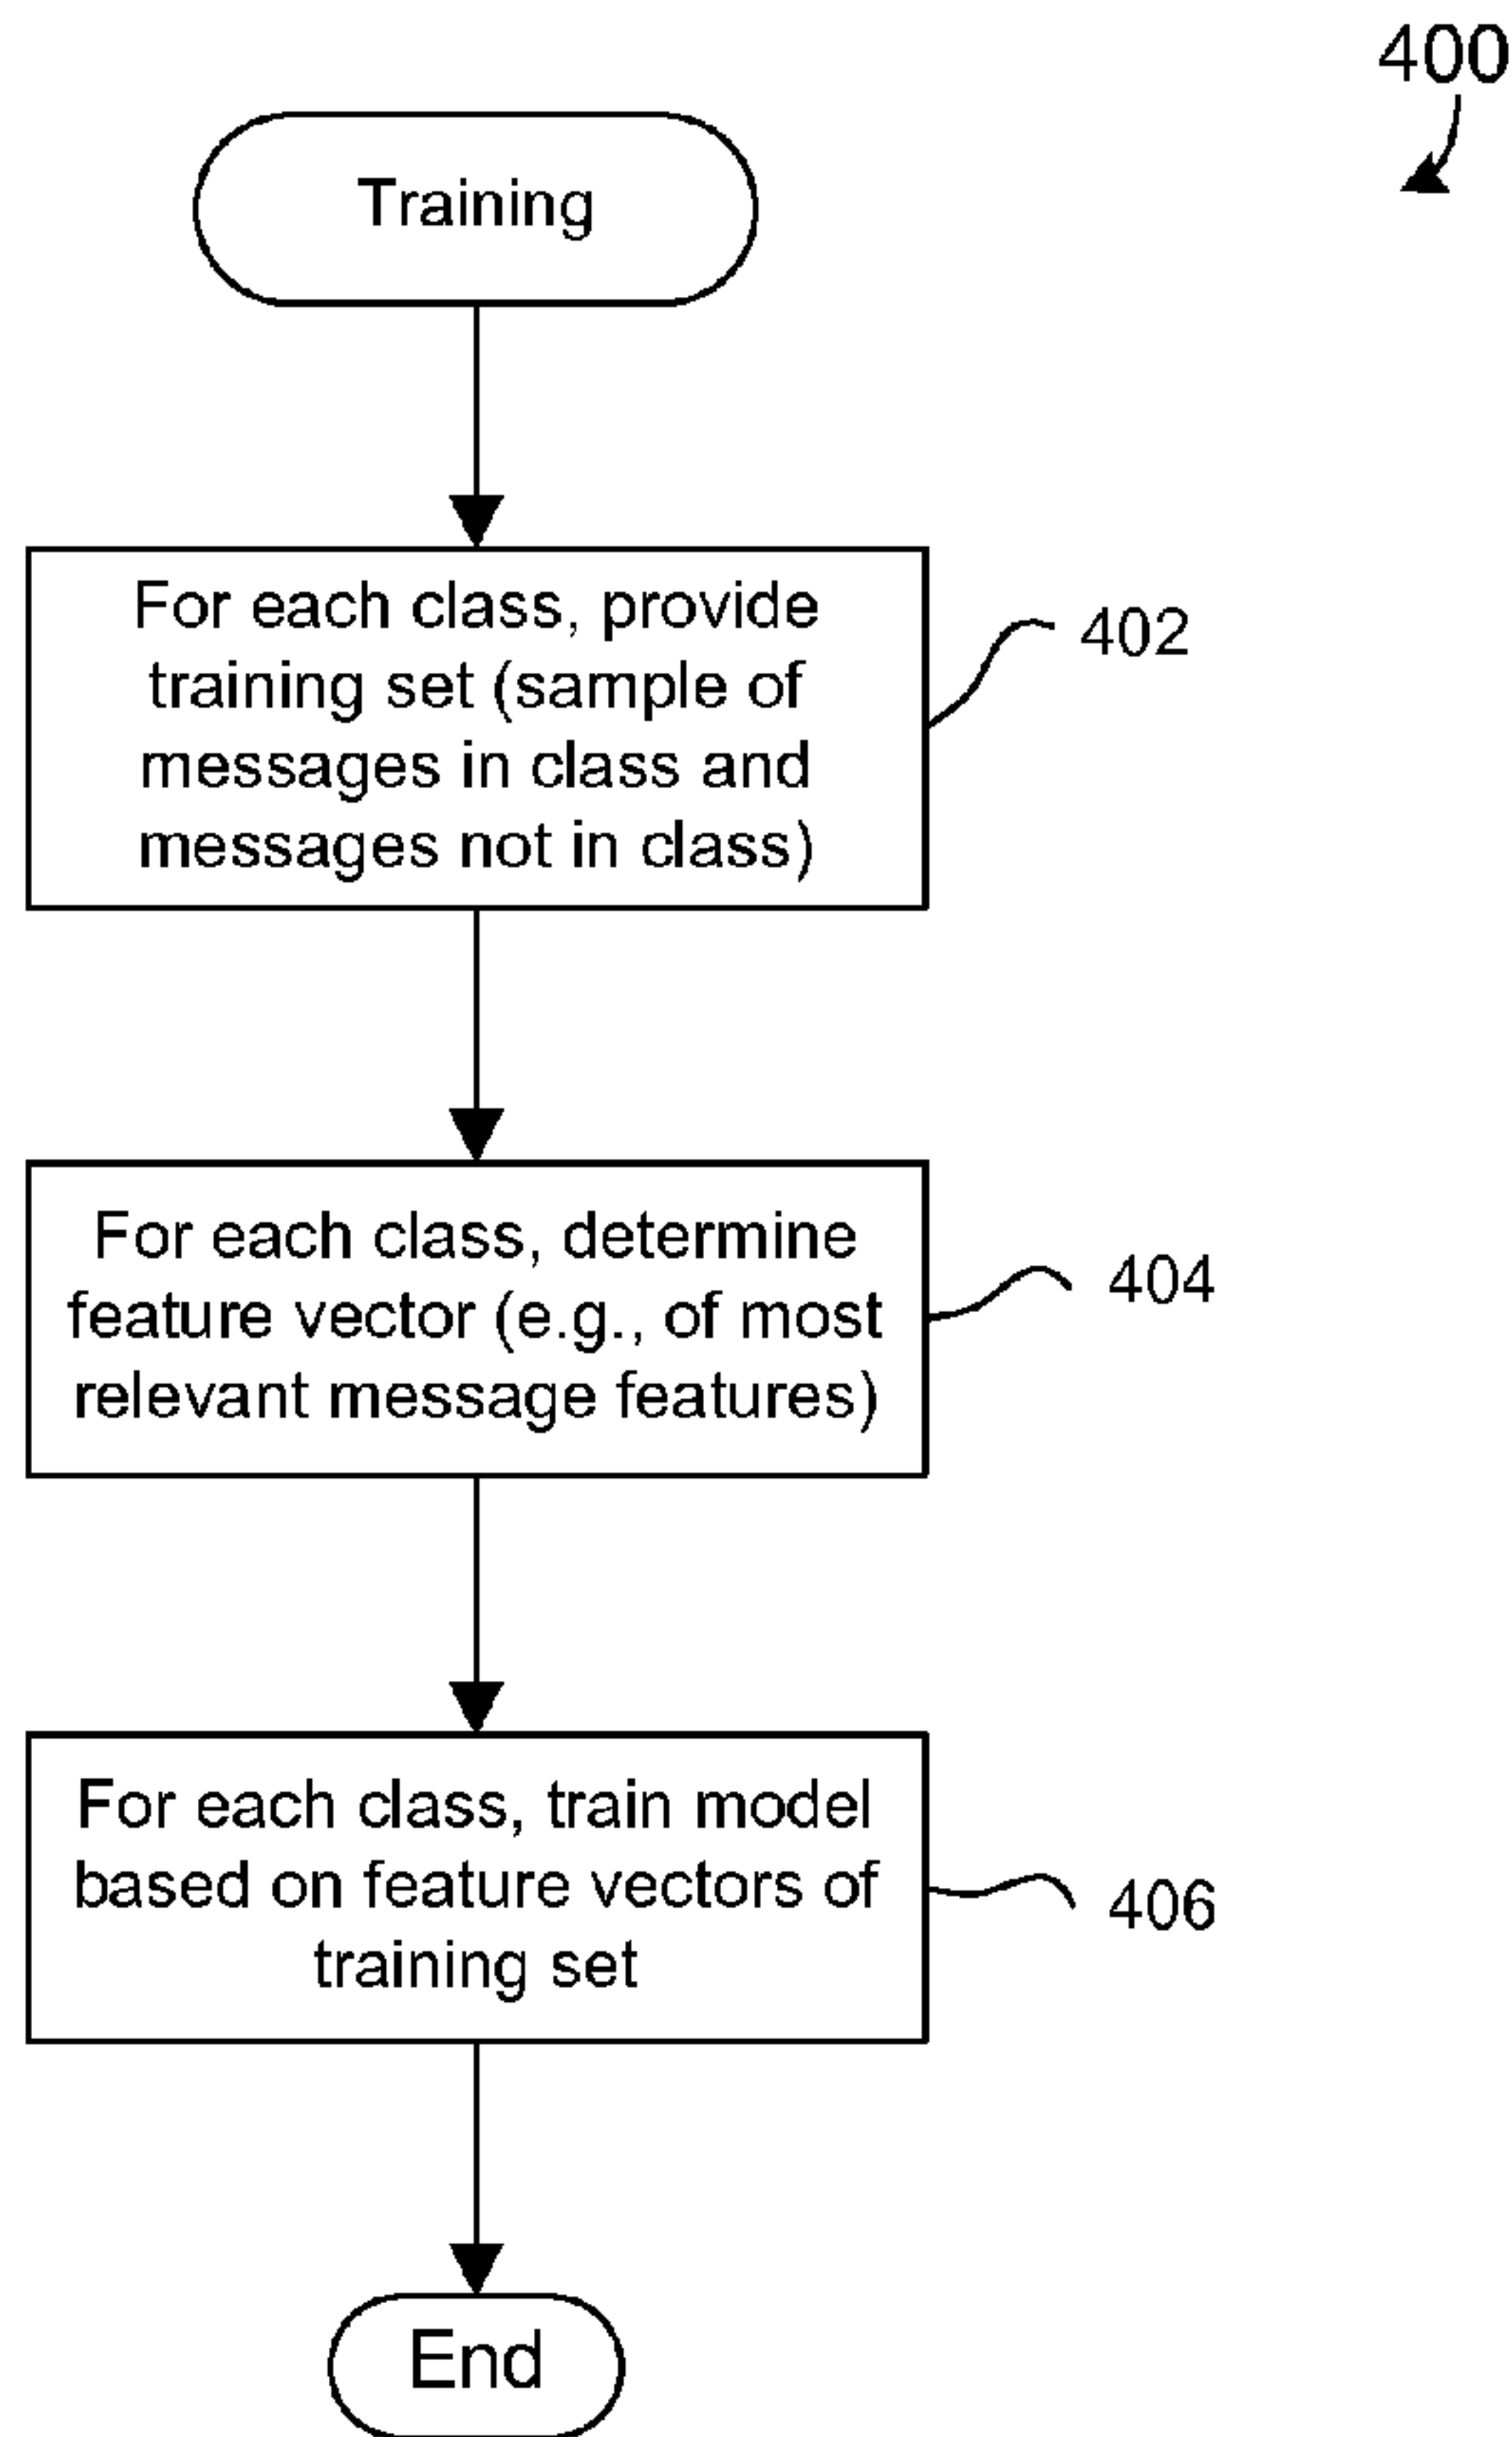 400
Training
For each class, provide
training set (sample of
messages in class and
messages not in class)
402
For each class, determine
feature vector (e.g., of most
relevant message features)
404
For each class, train model
based on feature vectors of
training set
406
End